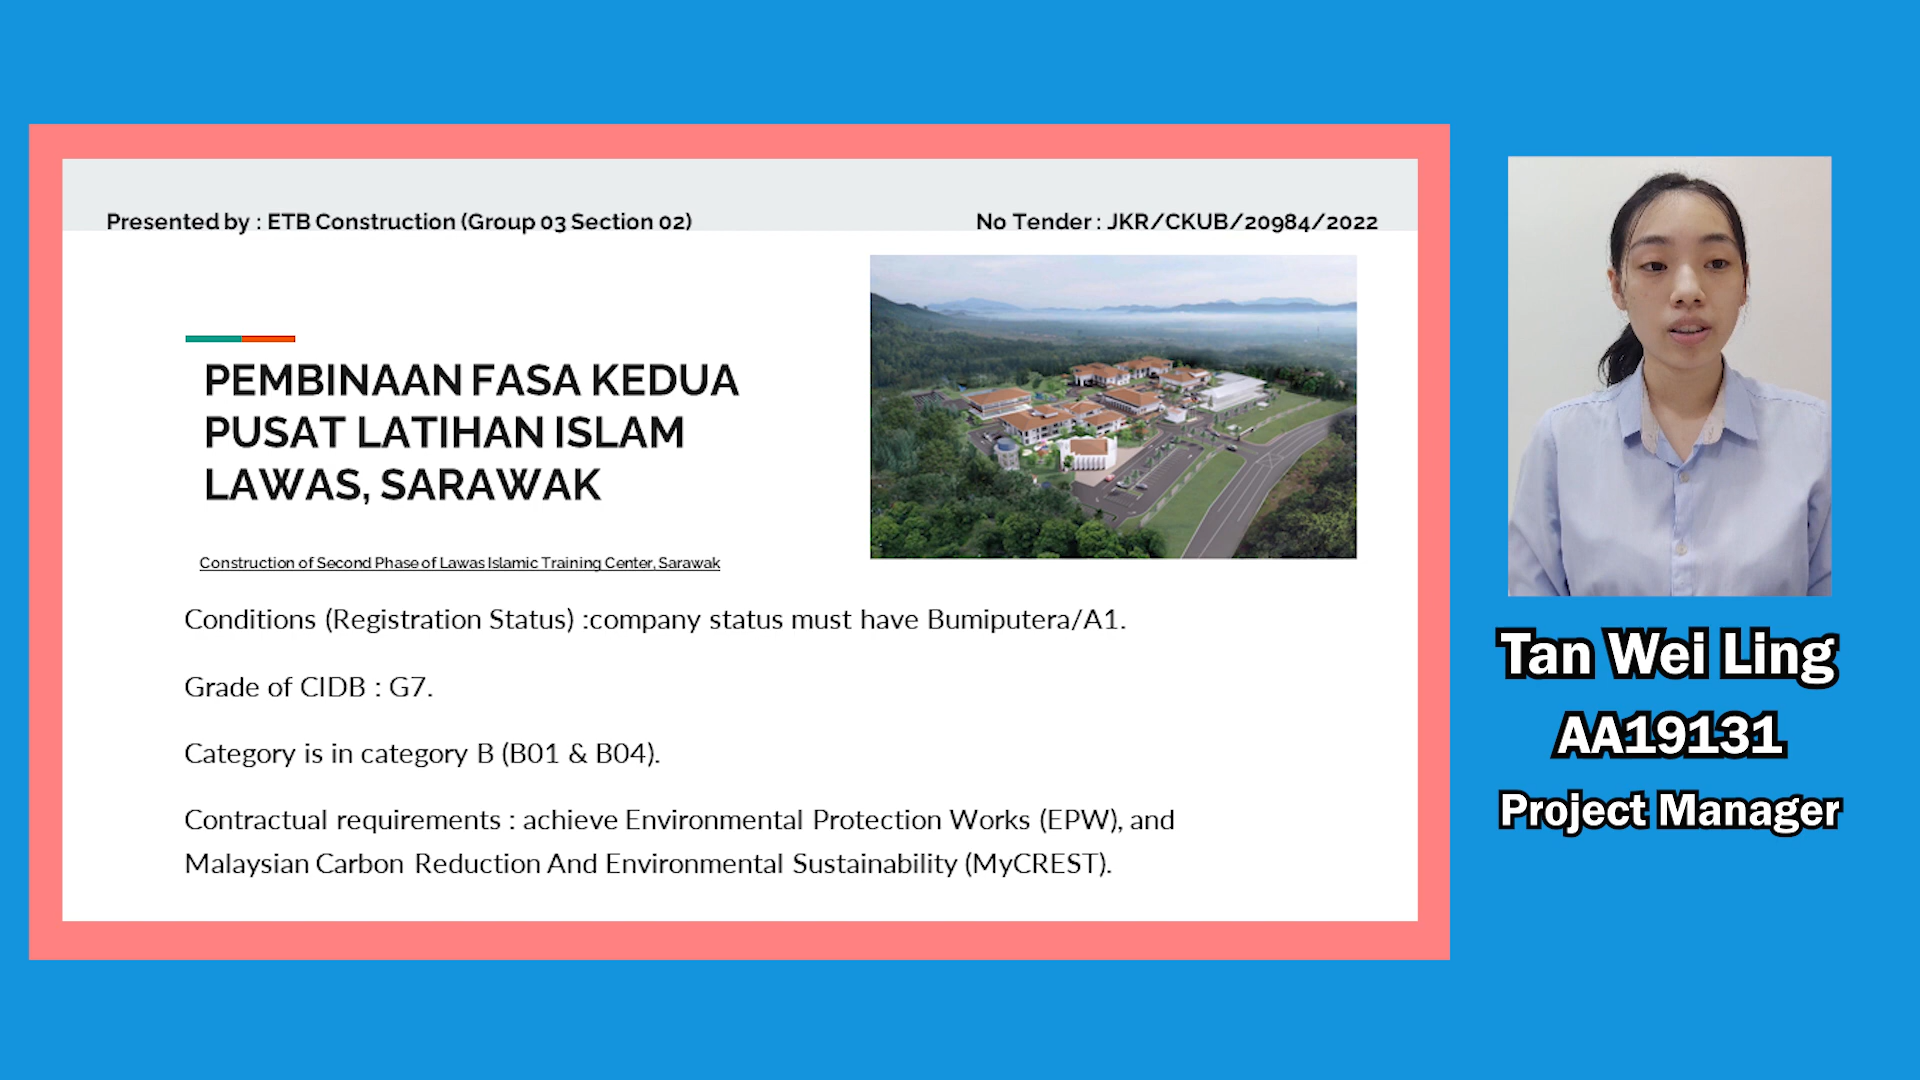 Presented by : ETB Construction (Group 03 Section 02)
No Tender : JKR/CKUB/20984/2022
PEMBINAAN FASA KEDUA
PUSAT LATIHAN ISLAM
LAWAS, SARAWAK
Construction of Second Phase of Lawas Islamic Training Center, Sarawak
Conditions (Registration Status) :company status must have Bumiputera/A1.
Grade of CIDB : G7.
Category is in category B (B01 & B04).
Contractual requirements : achieve Environmental Protection Works (EPW), and
Malaysian Carbon Reduction And Environmental Sustainability (MyCREST).
Tan Wei Ling
AA19131
Project Manager